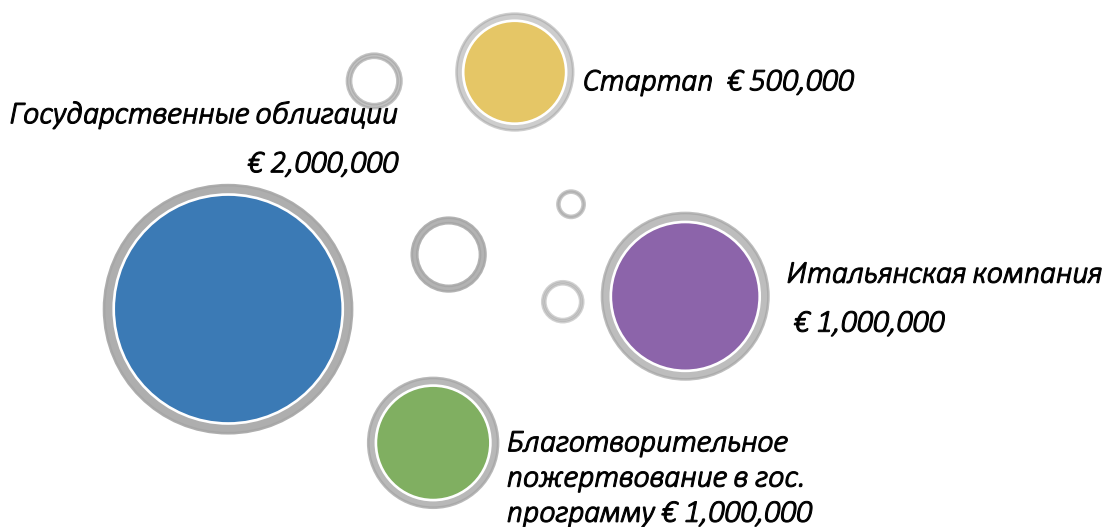 Стартап € 500,000
Государственные облигации
€ 2,000,000
Итальянская компания
€ 1,000,000
Благотворительное
пожертвование в гос.
программу € 1,000,000